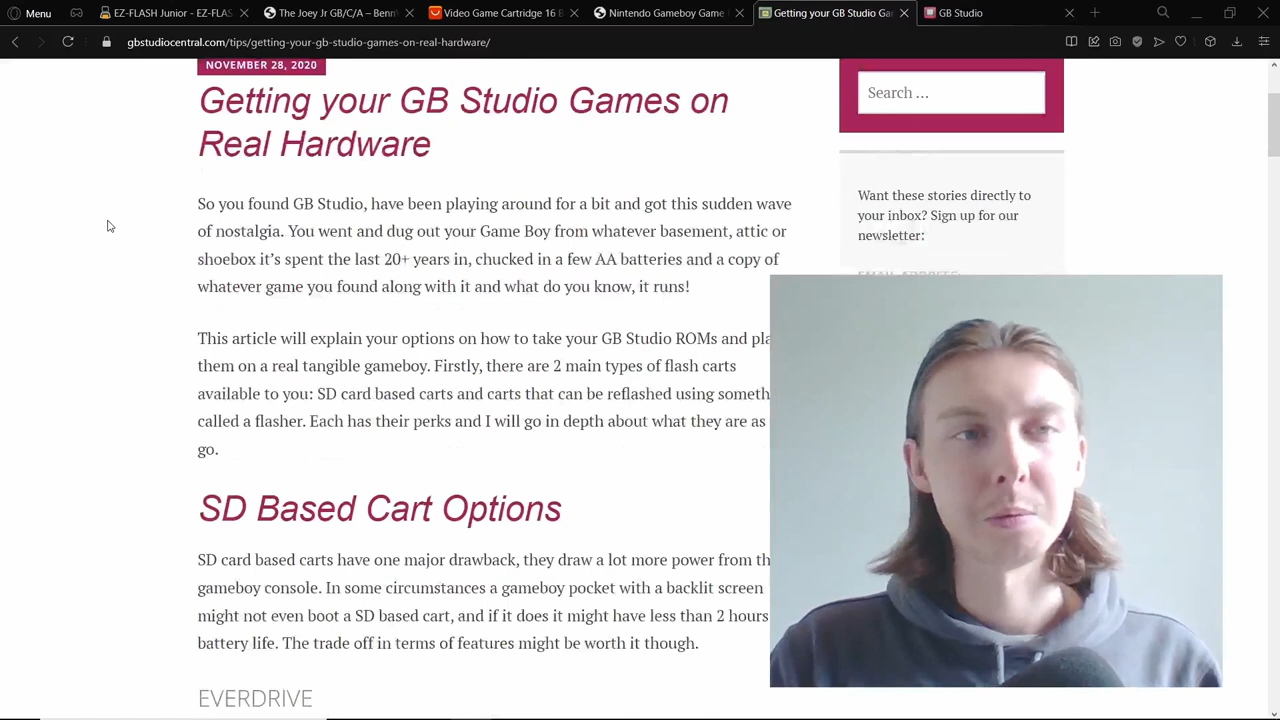 Menu
EZ-FLASH Junior - EZ-FL
The Joey Jr GB/C/A – Benn
Video Game Cartridge 16 B
Nintendo Gameboy Game
Getting your GB Studio Ga
GB Studio
gbstudiocentral.com/tips/getting-your-gb-studio-games-on-real-hardware/
NOVEMBER 28, 2020
Getting your GB Studio Games on
Real Hardware
So you found GB Studio, have been playing around for a bit and got this sudden wave
of nostalgia. You went and dug out your Game Boy from whatever basement, attic or
shoebox it's spent the last 20+ years in, chucked in a few AA batteries and a copy of
whatever game you found along with it and what do you know, it runs!
This article will explain your options on how to take your GB Studio ROMs and pla
them on a real tangible gameboy. Firstly, there are 2 main types of flash carts
available to you: SD card based carts and carts that can be reflashed using someth
called a flasher. Each has their perks and I will go in depth about what they are as
go.
SD Based Cart Options
SD card based carts have one major drawback, they draw a lot more power from th
gameboy console. In some circumstances a gameboy pocket with a backlit screen
might not even boot a SD based cart, and if it does it might have less than 2 hours
battery life. The trade off in terms of features might be worth it though.
EVERDRIVE
Search …
Want these stories directly to
your inbox? Sign up for our
newsletter: